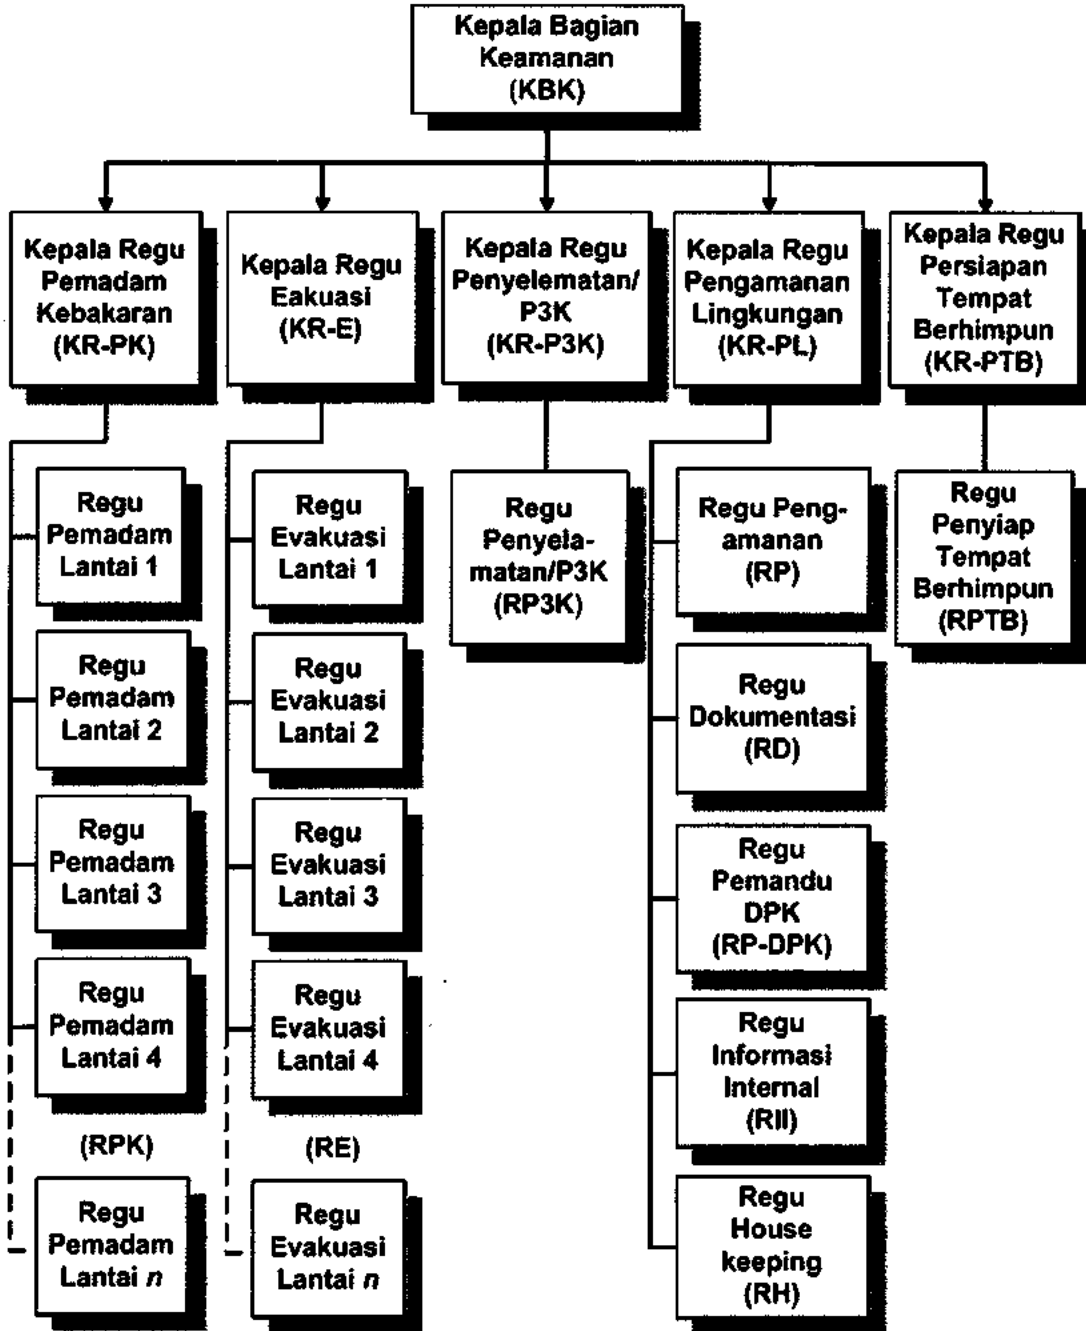 Kepala Bagian
Keamanan
(KBK)
Kepala Regu
Pemadam
Kebakaran
(KR-PK)
Kepala Regu
Eakuasi
(KR-E)
Kepala Regu
Penyelematan/
P3K
(KR-P3K)
Kepala Regu
Pengamanan
Lingkungan
(KR-PL)
Kepala Regu
Persiapan
Tempat
Berhimpun
(KR-PTB)
Regu
Pemadam
Lantai 1
Regu
Pemadam
Lantai 2
Regu
Pemadam
Lantai 3
Regu
Pemadam
Lantai 4
(RPK)
Regu
Pemadam
Lantai n
Regu
Evakuasi
Lantai 1
Regu
Evakuasi
Lantai 2
Regu
Evakuasi
Lantai 3
Regu
Evakuasi
Lantai 4
(RE)
Regu
Evakuasi
Lantai n
Regu
Penyela-
matan/P3K
(RP3K)
Regu Peng-
amanan
(RP)
Regu
Dokumentasi
(RD)
Regu
Pemandu
DPK
(RP-DPK)
Regu
Informasi
Internal
(RII)
Regu
House
keeping
(RH)
Regu
Penyiap
Tempat
Berhimpun
(RPTB)